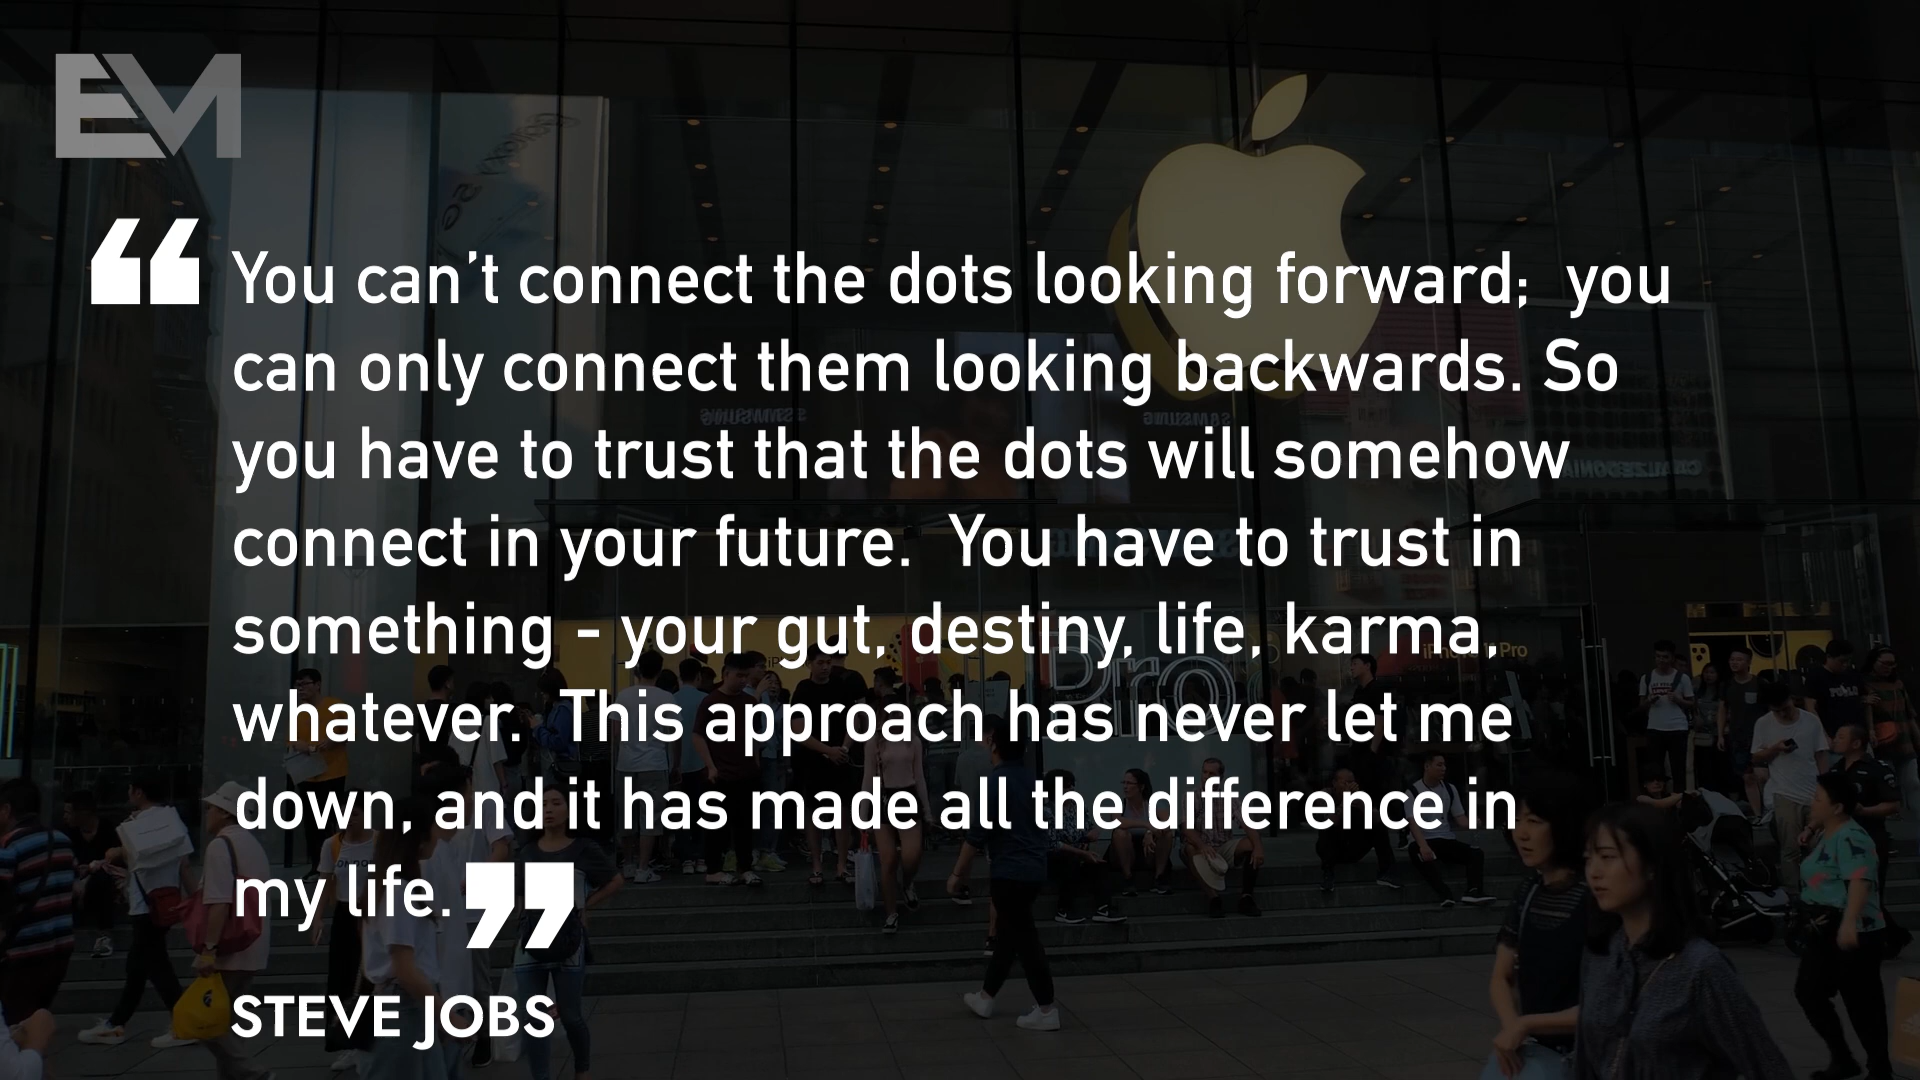 EM
“ You can’t connect the dots looking forward;  you
can only connect them looking backwards. So
you have to trust that the dots will somehow
connect in your future.  You have to trust in
something - your gut, destiny, life, karma,
whatever.  This approach has never let me
down, and it has made all the difference in
my life. ”
STEVE JOBS
Pro